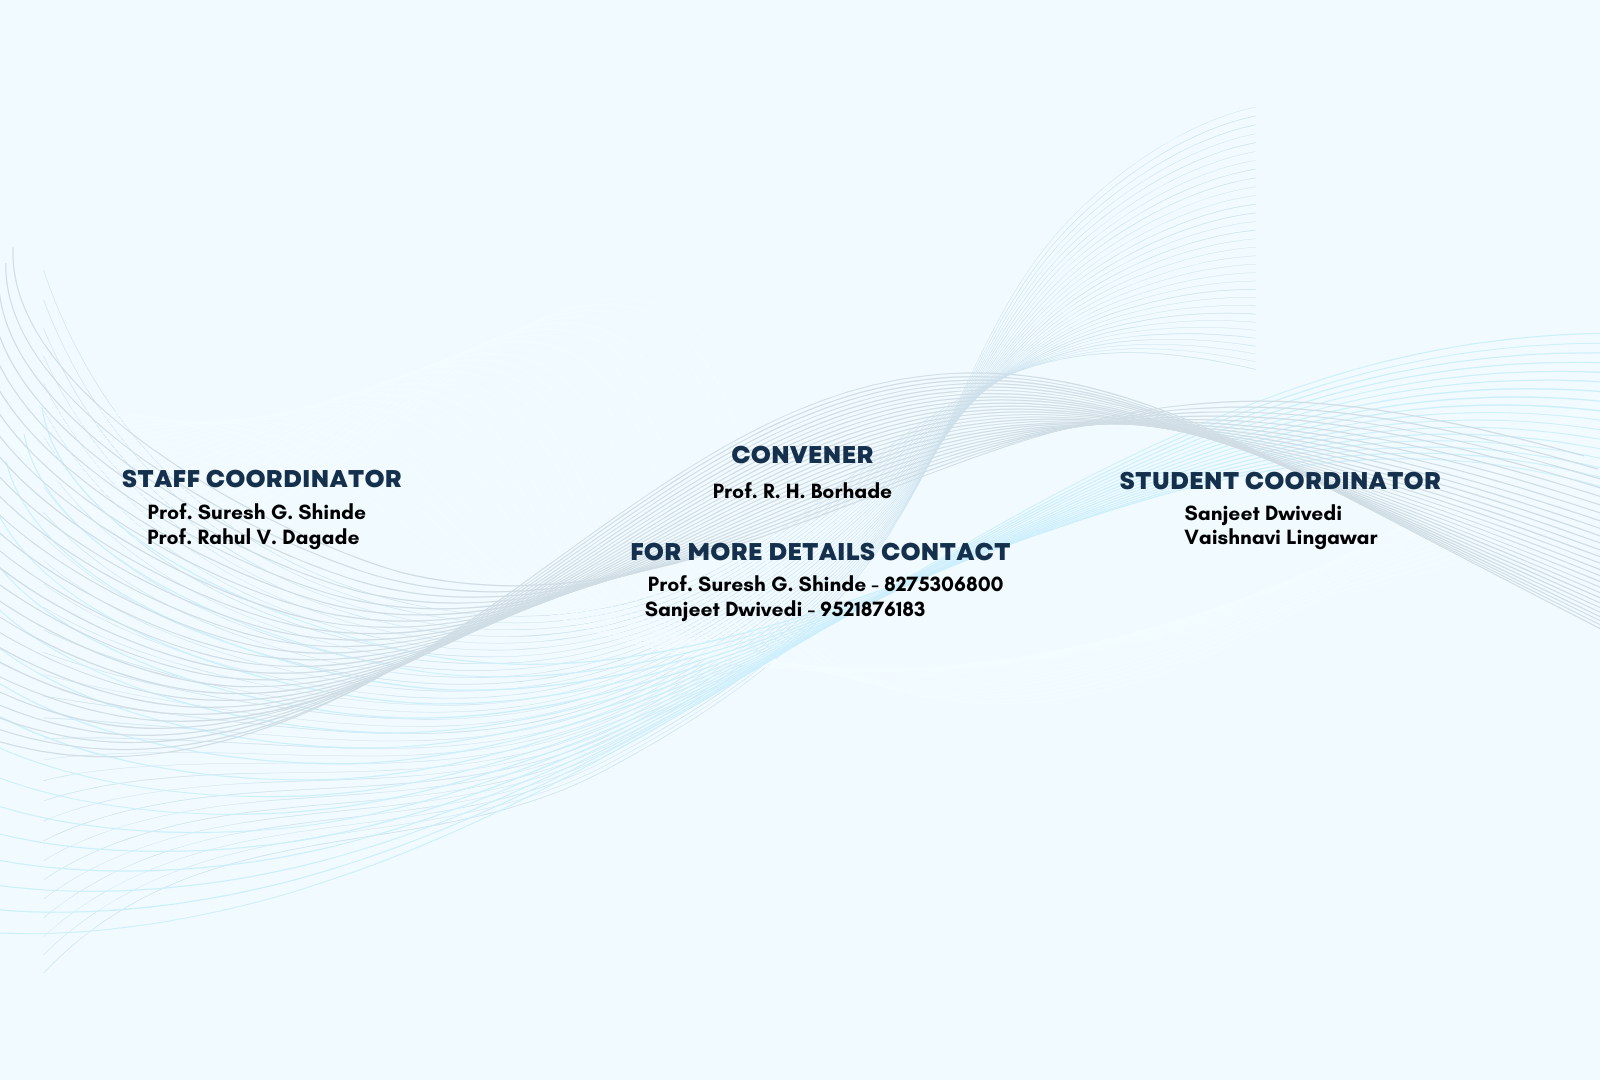 STAFF COORDINATOR
Prof. Suresh G. Shinde
Prof. Rahul V. Dagade
CONVENER
Prof. R. H. Borhade
FOR MORE DETAILS CONTACT
Prof. Suresh G. Shinde - 8275306800
Sanjeet Dwivedi - 9521876183
STUDENT COORDINATOR
Sanjeet Dwivedi
Vaishnavi Lingawar